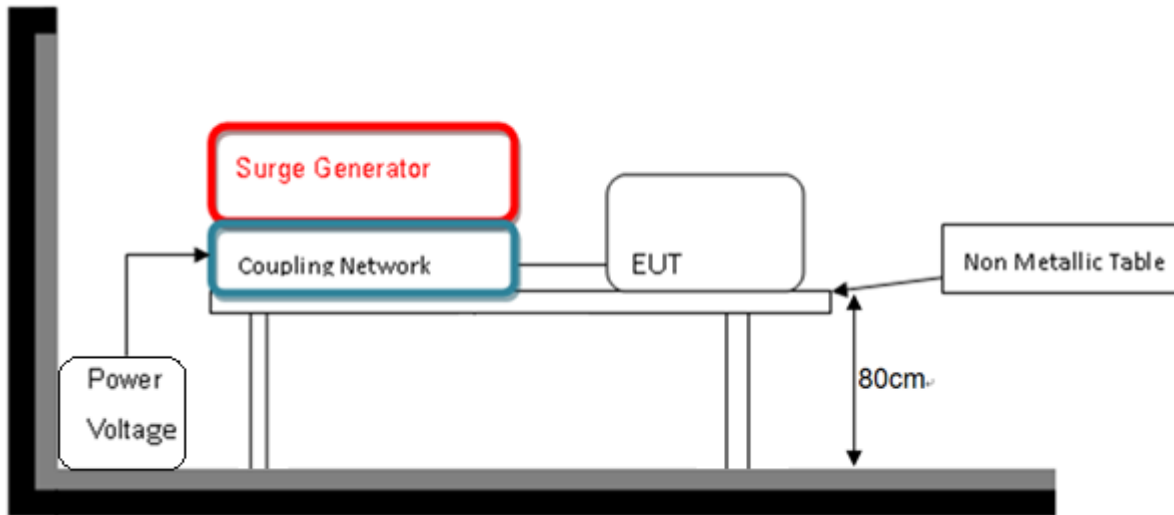 Surge Generator
Coupling Network
EUT
Non Metallic Table
Power
Voltage
80cm